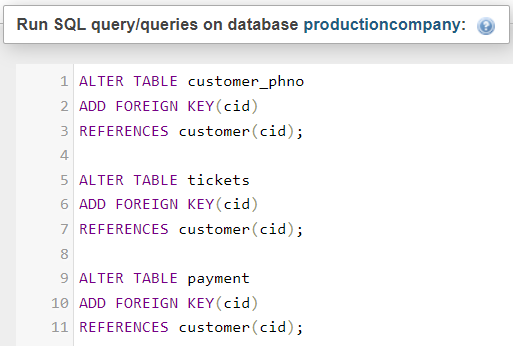 Run SQL query/queries on database productioncompany:
1 ALTER TABLE customer_phno
2 ADD FOREIGN KEY(cid)
3 REFERENCES customer(cid);
4
5 ALTER TABLE tickets
6 ADD FOREIGN KEY(cid)
7 REFERENCES customer(cid);
8
9 ALTER TABLE payment
10 ADD FOREIGN KEY(cid)
11 REFERENCES customer(cid);